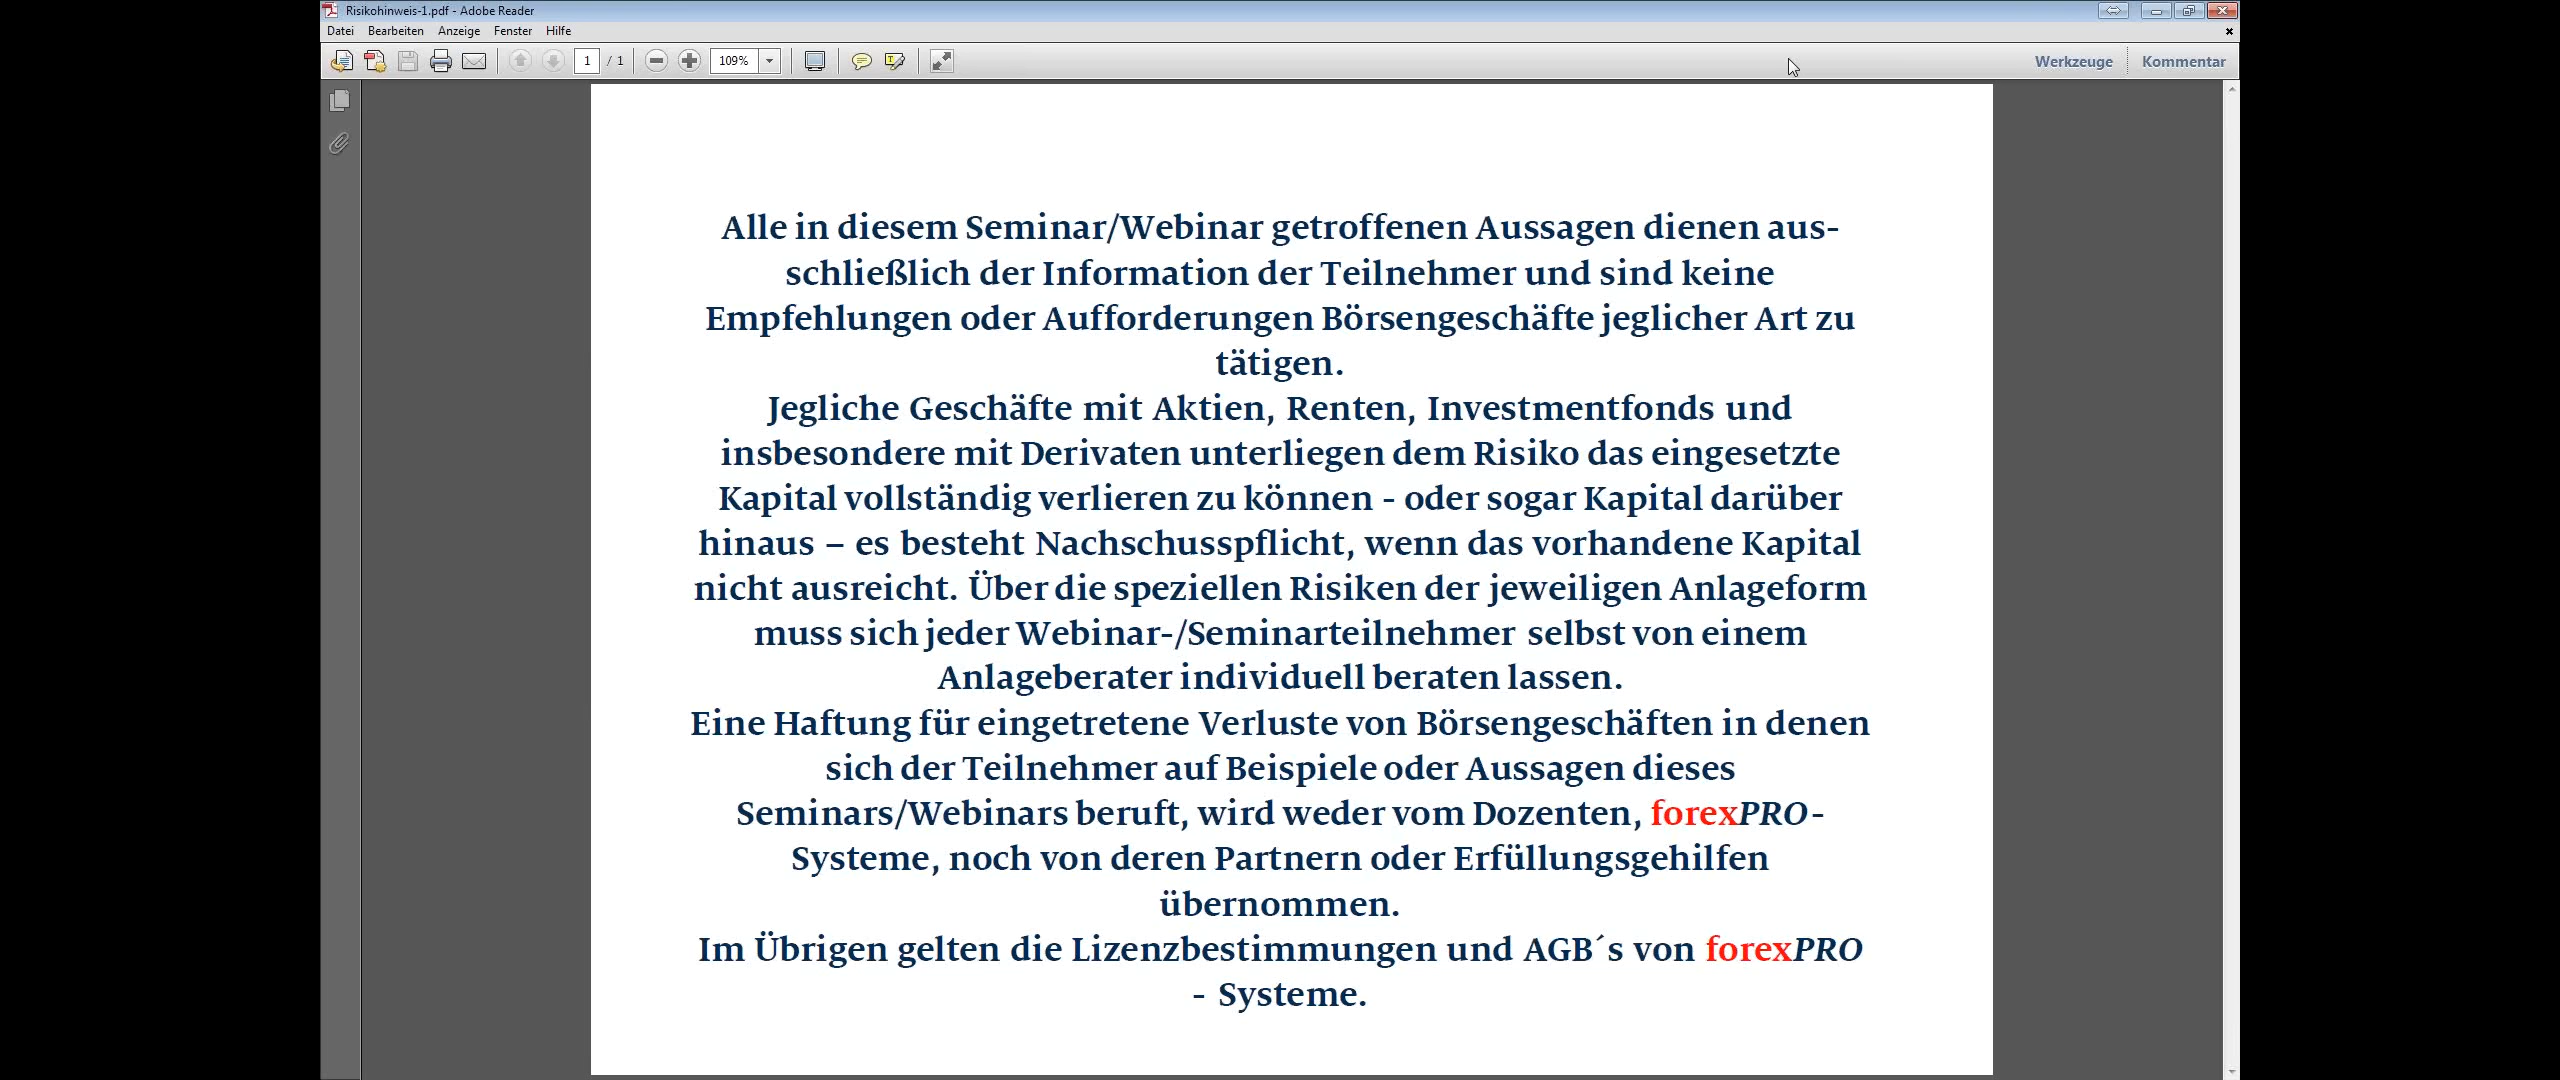 Risikohinweis-1.pdf - Adobe Reader
Datei Bearbeiten Anzeige Fenster Hilfe
1 / 1 109% Werkzeuge Kommentar
Alle in diesem Seminar/Webinar getroffenen Aussagen dienen aus-
schließlich der Information der Teilnehmer und sind keine
Empfehlungen oder Aufforderungen Börsengeschäfte jeglicher Art zu
tätigen.
Jegliche Geschäfte mit Aktien, Renten, Investmentfonds und
insbesondere mit Derivaten unterliegen dem Risiko das eingesetzte
Kapital vollständig verlieren zu können - oder sogar Kapital darüber
hinaus – es besteht Nachschusspflicht, wenn das vorhandene Kapital
nicht ausreicht. Über die speziellen Risiken der jeweiligen Anlageform
muss sich jeder Webinar-/Seminarteilnehmer selbst von einem
Anlageberater individuell beraten lassen.
Eine Haftung für eingetretene Verluste von Börsengeschäften in denen
sich der Teilnehmer auf Beispiele oder Aussagen dieses
Seminars/Webinars beruft, wird weder vom Dozenten, forexPRO-
Systeme, noch von deren Partnern oder Erfüllungsgehilfen
übernommen.
Im Übrigen gelten die Lizenzbestimmungen und AGB´s von forexPRO
- Systeme.